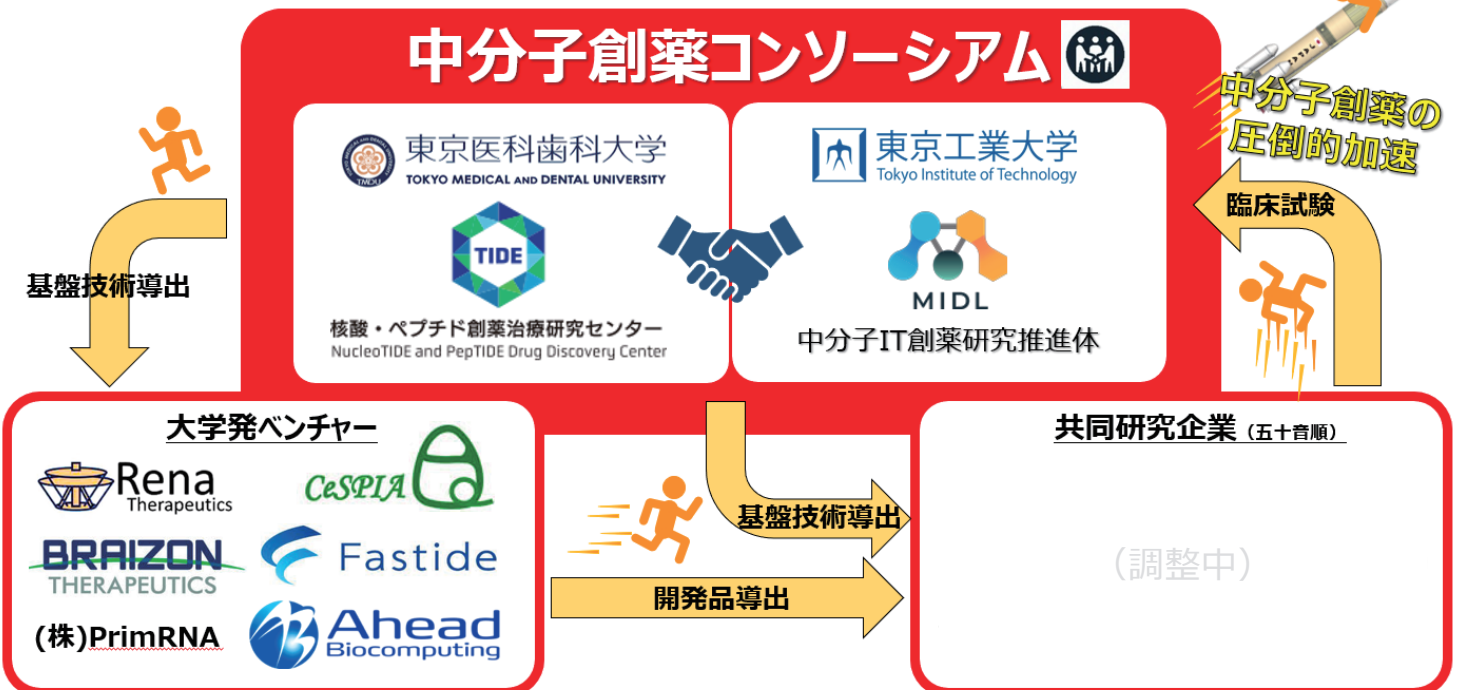 中分子創薬コンソーシアム
中分子創薬の
圧倒的加速
東京医科歯科大学
TOKYO MEDICAL AND DENTAL UNIVERSITY
TMDU
東京工業大学
Tokyo Institute of Technology
臨床試験
TIDE
MIDL
基盤技術導出
核酸・ペプチド創薬治療研究センター
NucleoTIDE and PepTIDE Drug Discovery Center
中分子IT創薬研究推進体
大学発ベンチャー
Rena
Therapeutics
CeSPIA
BRAIZON
THERAPEUTICS
Fastide
(株)PrimRNA
Ahead
Biocomputing
基盤技術導出
開発品導出
共同研究企業（五十音順）
（調整中）